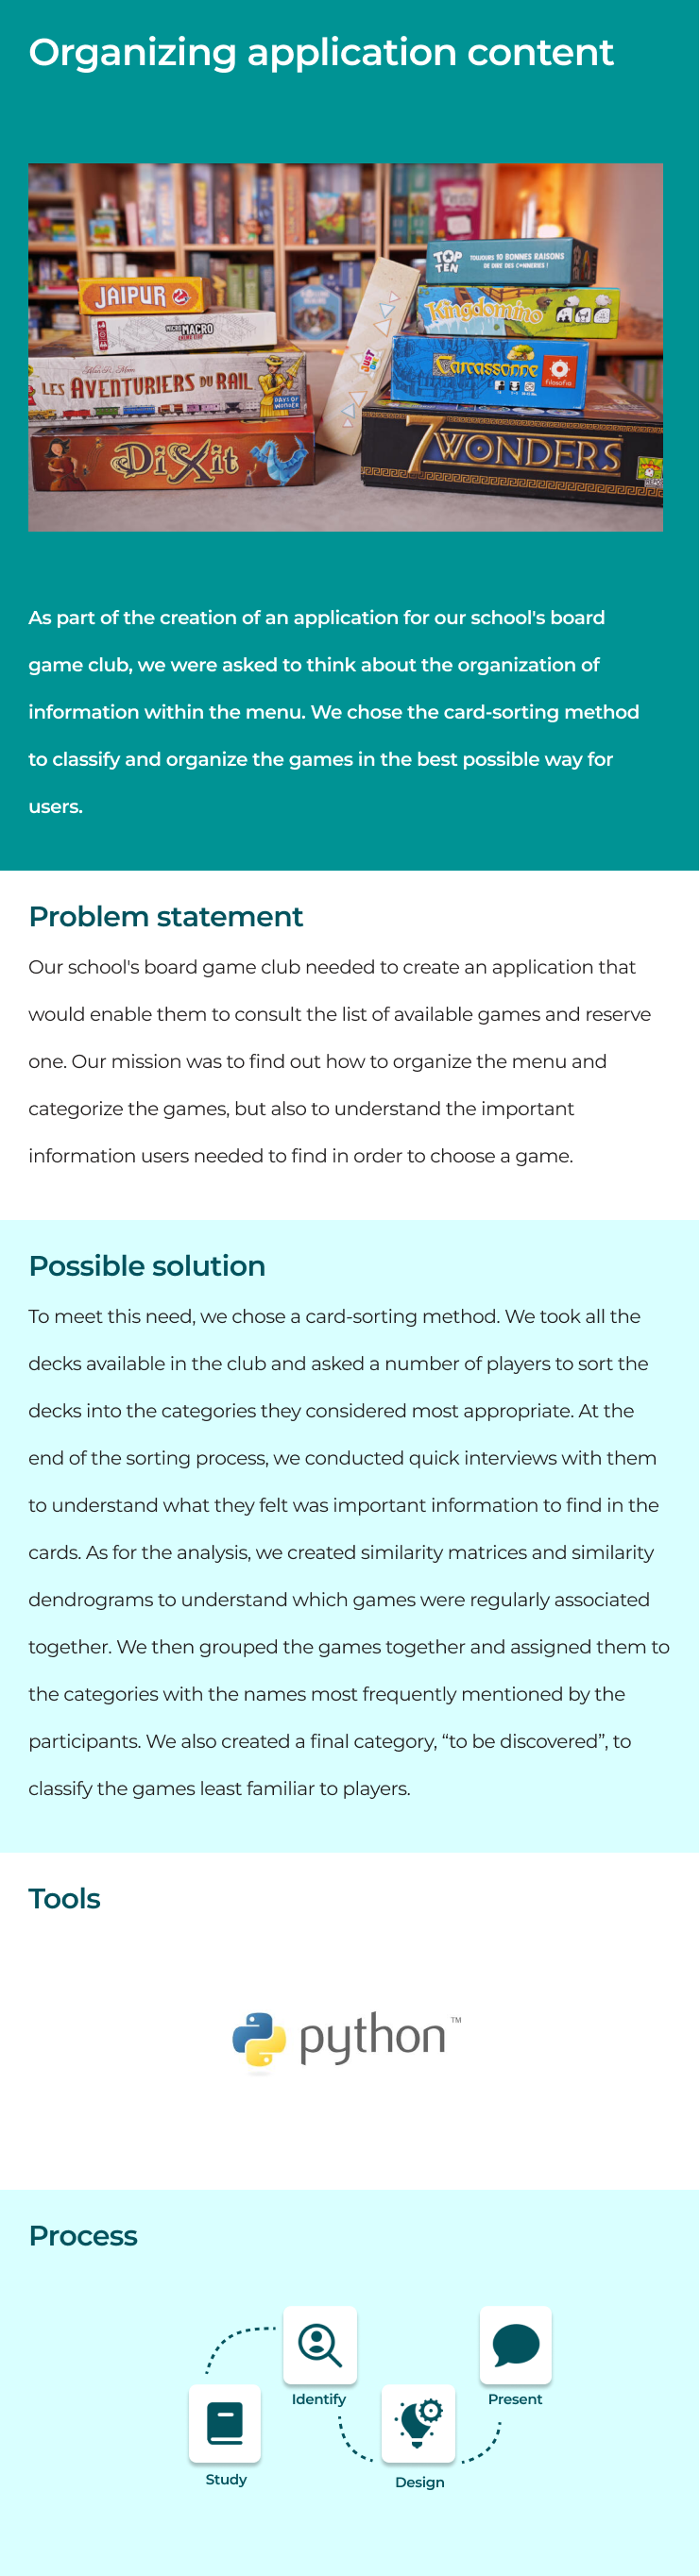 Organizing application content
JAIPUR
MICRO MACRO
CRIME CITY
LES AVENTURIERS DU RAIL
DAYS OF WONDER
DiXit
JUST ONE
TOP TEN
TOUJOURS 10 BONNES RAISONS
DE DIRE DES C*NNERIES !
Kingdomino
Carcassonne
filosofia
7 WONDERS
As part of the creation of an application for our school's board
game club, we were asked to think about the organization of
information within the menu. We chose the card-sorting method
to classify and organize the games in the best possible way for
users.
Problem statement
Our school's board game club needed to create an application that
would enable them to consult the list of available games and reserve
one. Our mission was to find out how to organize the menu and
categorize the games, but also to understand the important
information users needed to find in order to choose a game.
Possible solution
To meet this need, we chose a card-sorting method. We took all the
decks available in the club and asked a number of players to sort the
decks into the categories they considered most appropriate. At the
end of the sorting process, we conducted quick interviews with them
to understand what they felt was important information to find in the
cards. As for the analysis, we created similarity matrices and similarity
dendrograms to understand which games were regularly associated
together. We then grouped the games together and assigned them to
the categories with the names most frequently mentioned by the
participants. We also created a final category, “to be discovered”, to
classify the games least familiar to players.
Tools
python™
Process
Identify
Present
Study
Design